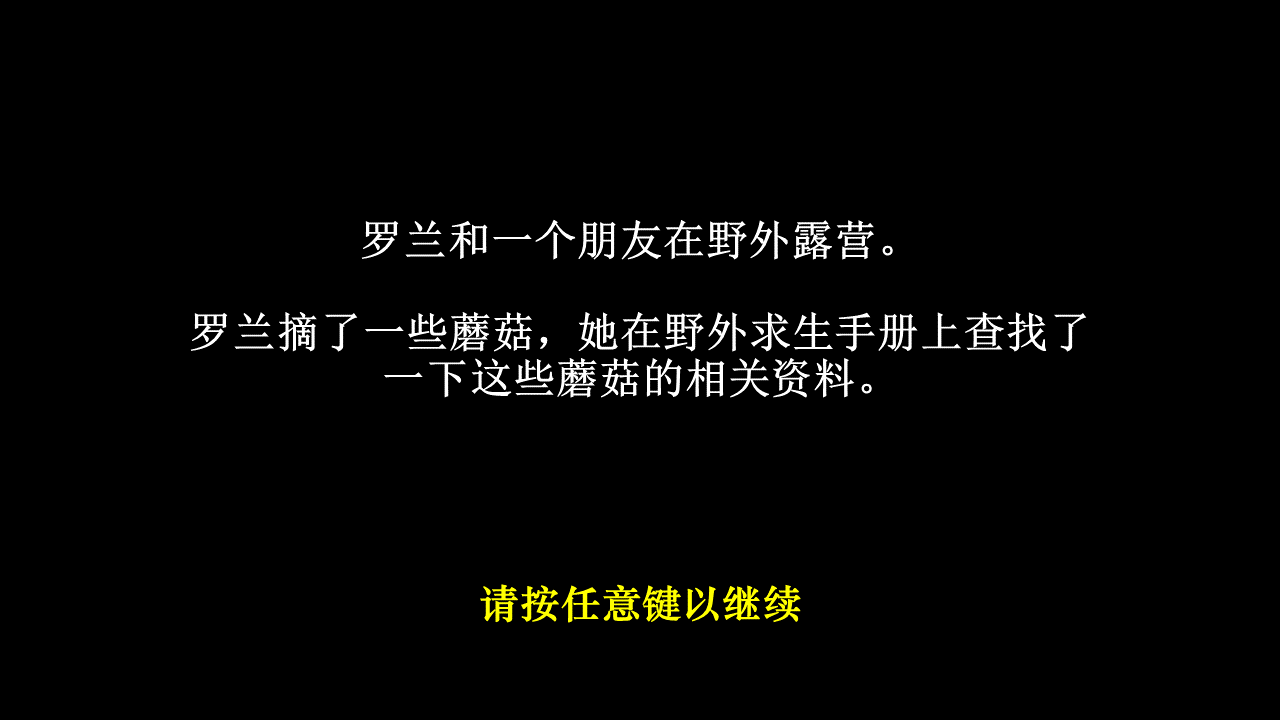 罗兰和一个朋友在野外露营。
罗兰摘了一些蘑菇，她在野外求生手册上查找了
一下这些蘑菇的相关资料。
请按任意键以继续